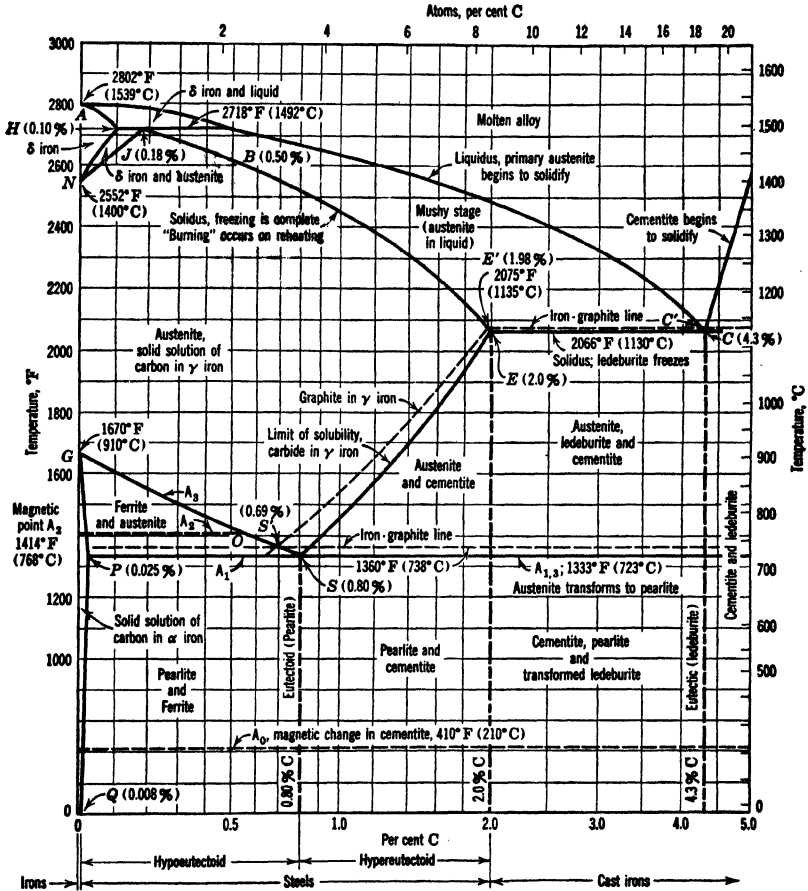 Atoms, per cent C
2 4 6 8 10 12 14 16 18 20
3000
2802°F
(1539°C)
δ iron and liquid
1600
2800
A
2718°F (1492°C)
Molten alloy
H (0.10%)
1500
δ iron
J (0.18%)
B (0.50%)
Liquidus, primary austenite
begins to solidify
2600
N
δ iron and austenite
1400
2552°F
(1400°C)
Solidus, freezing is complete
"Burning" occurs on reheating
Mushy stage
(austenite
in liquid)
Cementite begins
to solidify
2400
1300
E' (1.98%)
2075°F
(1135°C)
2200
1200
Iron-graphite line
C'
C (4.3%)
2066°F (1130°C)
Solidus; ledeburite freezes
Austenite,
solid solution of
carbon in γ iron
2000
E (2.0%)
Temperature, °F
Temperature, °C
1800
Graphite in γ iron
1000
1670°F
(910°C)
G
Limit of solubility,
carbide in γ iron
Austenite,
ledeburite and
cementite
900
1600
A3
Austenite
and cementite
Magnetic
point A2
1414°F
(768°C)
Ferrite
and austenite
A2
O
(0.69%)
S'
Iron-graphite line
800
P (0.025%)
A1
1360°F (738°C)
A1,3; 1333°F (723°C)
700
S (0.80%)
Austenite transforms to pearlite
Cementite and ledeburite
1200
Solid solution of
carbon in α iron
600
1000
Eutectoid (Pearlite)
Pearlite and
cementite
Cementite, pearlite
and
transformed ledeburite
Eutectic (ledeburite)
500
Pearlite
and
Ferrite
A0, magnetic change in cementite, 410°F (210°C)
0.80% C
2.0% C
4.3% C
Q (0.008%)
0
0
0 0.5 1.0 2.0 3.0 4.0 5.0
Per cent C
Hypoeutectoid
Hypereutectoid
Irons
Steels
Cast irons